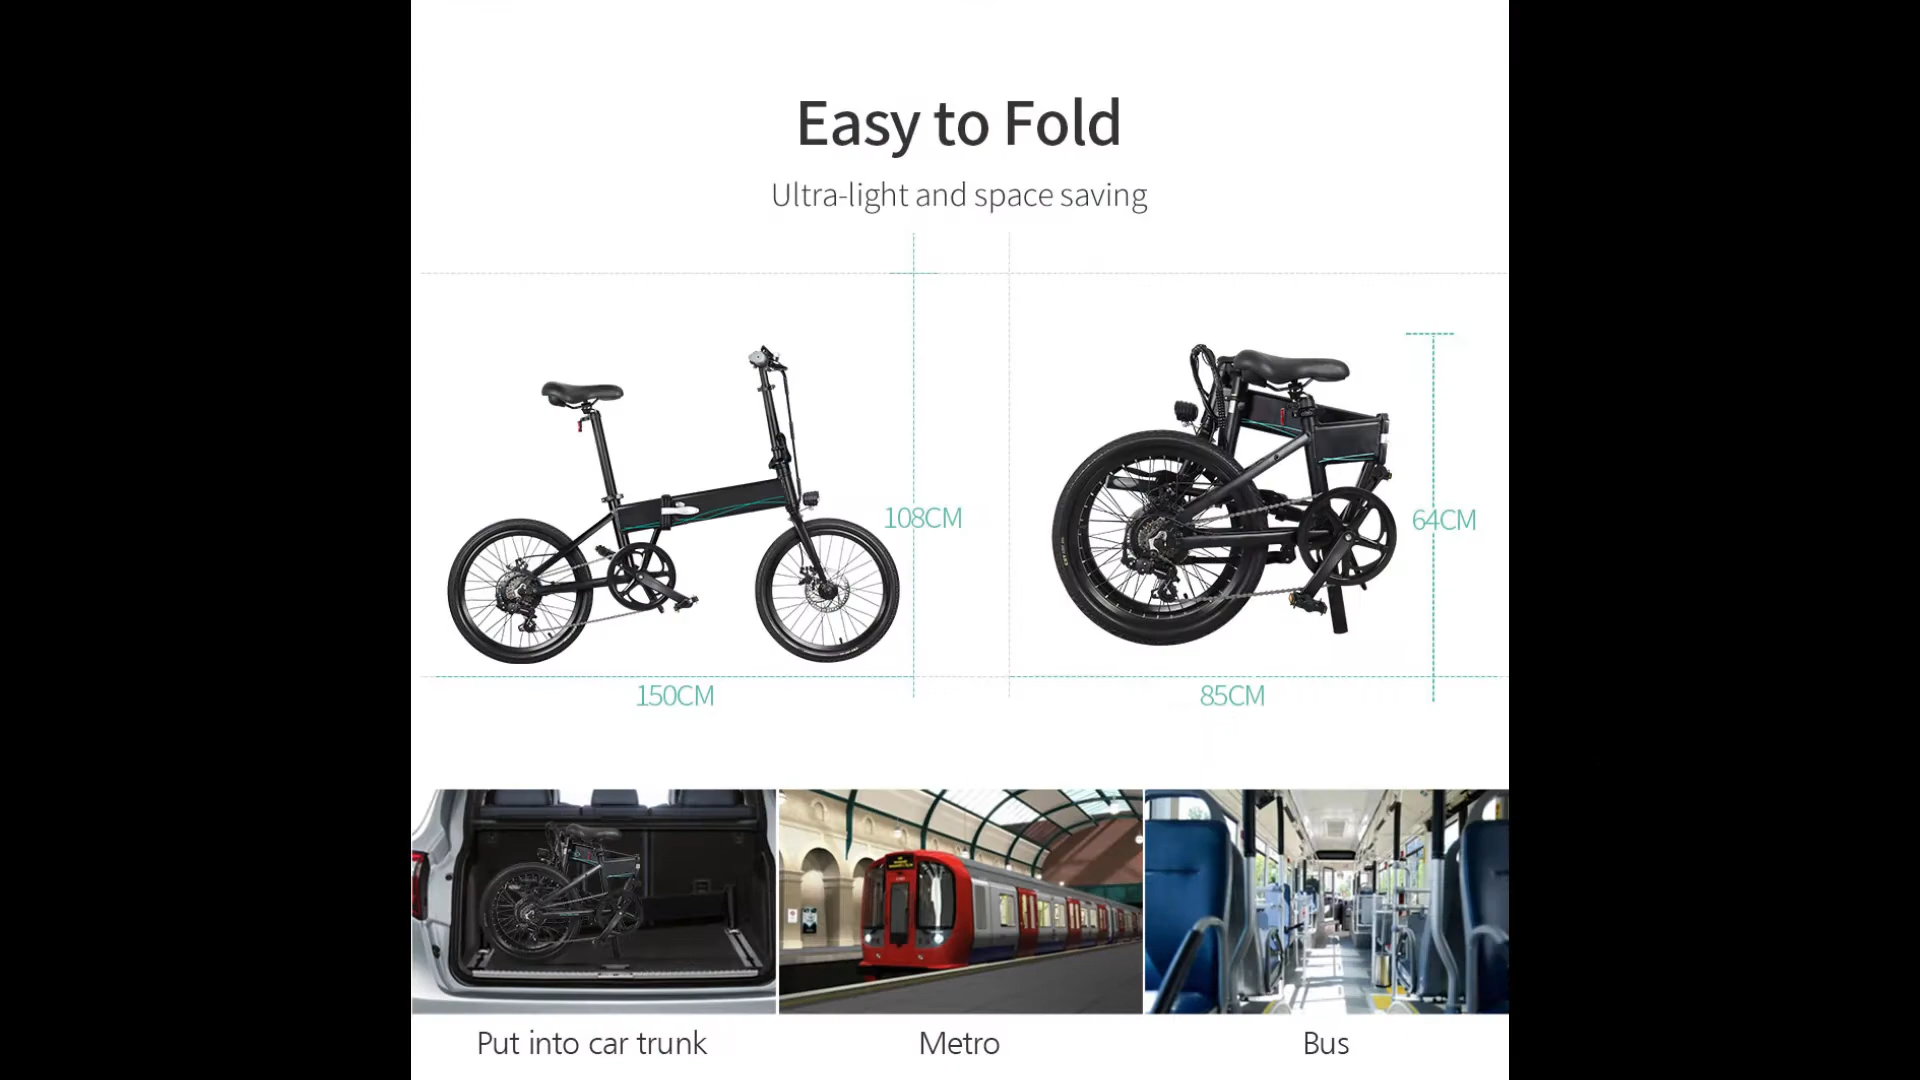 Easy to Fold
Ultra-light and space saving
108CM
64CM
150CM
85CM
Put into car trunk
Metro
Bus